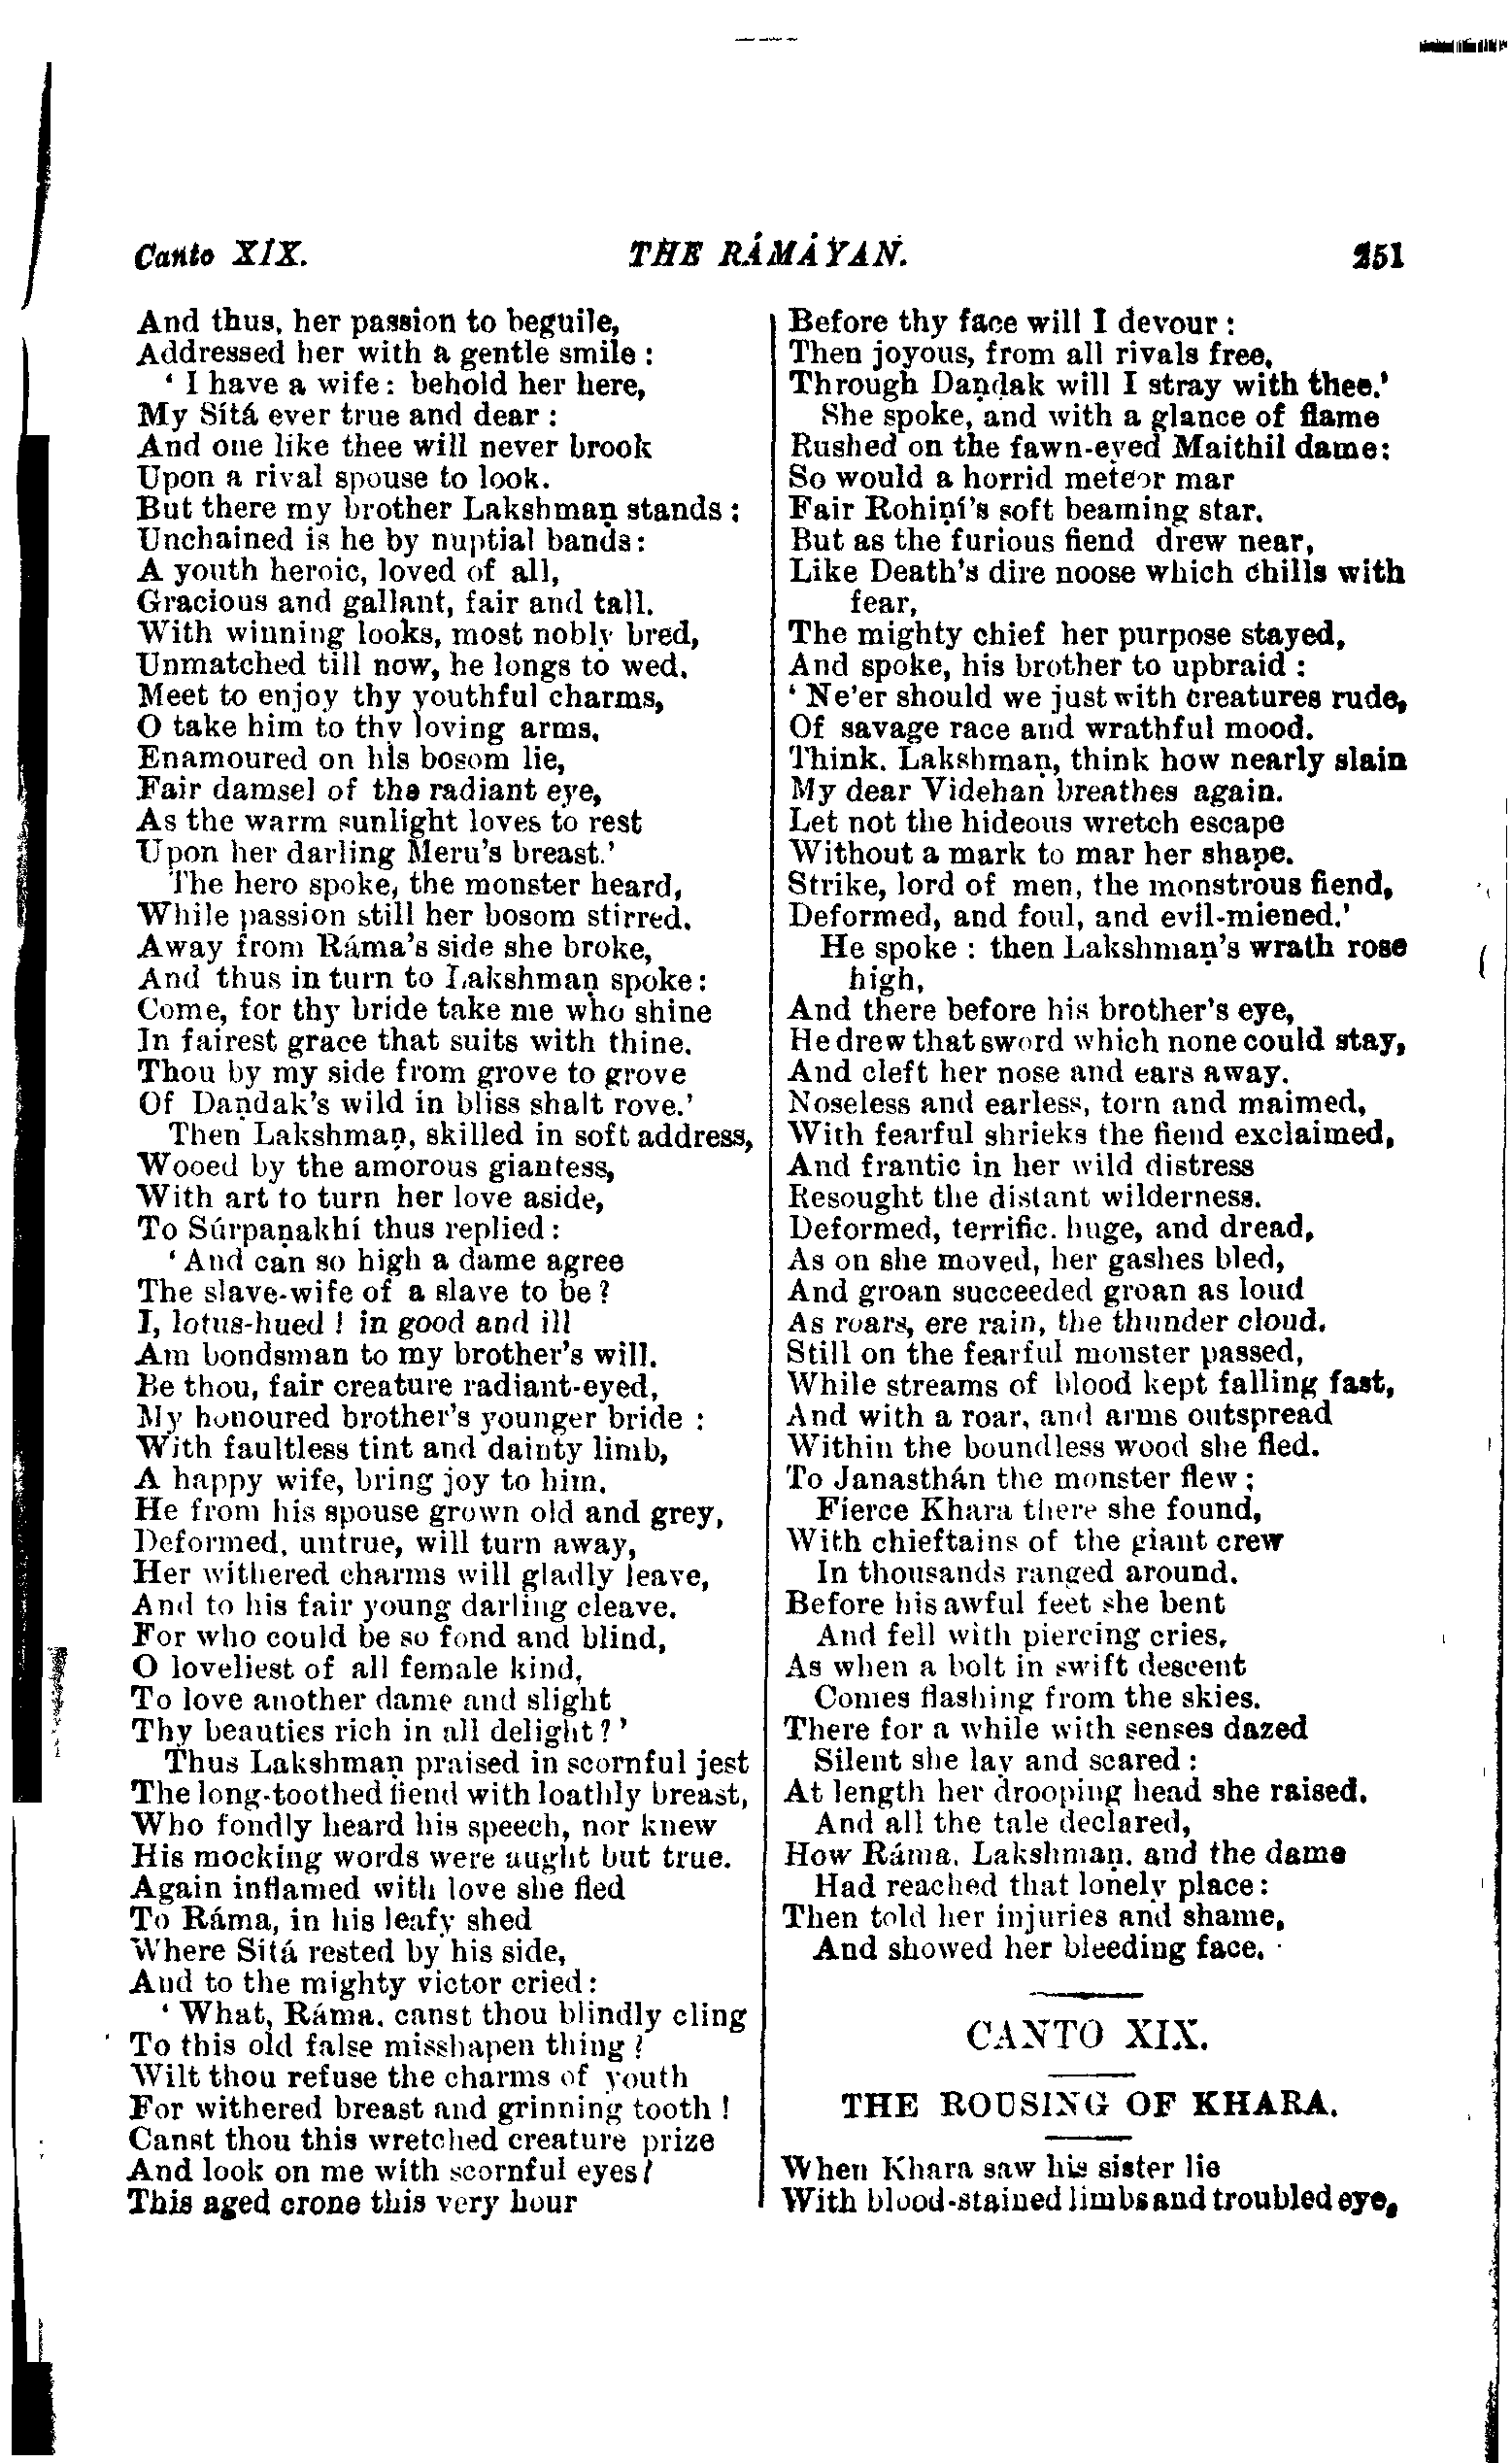 Canto XIX. THE RÁMÁYAN. 251
And thus, her passion to beguile,
Addressed her with a gentle smile:
‘ I have a wife: behold her here,
My Sítá ever true and dear:
And one like thee will never brook
Upon a rival spouse to look.
But there my brother Lakshmaṇ stands:
Unchained is he by nuptial bands:
A youth heroic, loved of all,
Gracious and gallant, fair and tall.
With winning looks, most nobly bred,
Unmatched till now, he longs to wed.
Meet to enjoy thy youthful charms,
O take him to thy loving arms.
Enamoured on his bosom lie,
Fair damsel of the radiant eye,
As the warm sunlight loves to rest
Upon her darling Meru's breast.’
The hero spoke, the monster heard,
While passion still her bosom stirred.
Away from Ráma's side she broke,
And thus in turn to Lakshmaṇ spoke:
Come, for thy bride take me who shine
In fairest grace that suits with thine.
Thou by my side from grove to grove
Of Daṇḍak's wild in bliss shalt rove.’
Then Lakshmaṇ, skilled in soft address,
Wooed by the amorous giantess,
With art to turn her love aside,
To Súrpaṇakhí thus replied:
‘ And can so high a dame agree
The slave-wife of a slave to be?
I, lotus-hued! in good and ill
Am bondsman to my brother's will.
Be thou, fair creature radiant-eyed,
My honoured brother's younger bride:
With faultless tint and dainty limb,
A happy wife, bring joy to him.
He from his spouse grown old and grey,
Deformed, untrue, will turn away,
Her withered charms will gladly leave,
And to his fair young darling cleave.
For who could be so fond and blind,
O loveliest of all female kind,
To love another dame and slight
Thy beauties rich in all delight?’
Thus Lakshmaṇ praised in scornful jest
The long-toothed fiend with loathly breast,
Who fondly heard his speech, nor knew
His mocking words were aught but true.
Again inflamed with love she fled
To Ráma, in his leafy shed
Where Sítá rested by his side,
And to the mighty victor cried:
‘ What, Ráma, canst thou blindly cling
To this old false misshapen thing?
Wilt thou refuse the charms of youth
For withered breast and grinning tooth!
Canst thou this wretched creature prize
And look on me with scornful eyes?
This aged crone this very hour
Before thy face will I devour:
Then joyous, from all rivals free,
Through Daṇḍak will I stray with thee.’
She spoke, and with a glance of flame
Rushed on the fawn-eyed Maithil dame:
So would a horrid meteor mar
Fair Rohiṇí's soft beaming star.
But as the furious fiend drew near,
Like Death's dire noose which chills with
fear,
The mighty chief her purpose stayed,
And spoke, his brother to upbraid:
‘ Ne'er should we just with creatures rude,
Of savage race and wrathful mood.
Think, Lakshmaṇ, think how nearly slain
My dear Videhan breathes again.
Let not the hideous wretch escape
Without a mark to mar her shape.
Strike, lord of men, the monstrous fiend,
Deformed, and foul, and evil-miened.’
He spoke: then Lakshmaṇ's wrath rose
high,
And there before his brother's eye,
He drew that sword which none could stay,
And cleft her nose and ears away.
Noseless and earless, torn and maimed,
With fearful shrieks the fiend exclaimed,
And frantic in her wild distress
Resought the distant wilderness.
Deformed, terrific, huge, and dread,
As on she moved, her gashes bled,
And groan succeeded groan as loud
As roars, ere rain, the thunder cloud.
Still on the fearful monster passed,
While streams of blood kept falling fast,
And with a roar, and arms outspread
Within the boundless wood she fled.
To Janasthán the monster flew;
Fierce Khara there she found,
With chieftains of the giant crew
In thousands ranged around.
Before his awful feet she bent
And fell with piercing cries,
As when a bolt in swift descent
Comes flashing from the skies.
There for a while with senses dazed
Silent she lay and scared:
At length her drooping head she raised,
And all the tale declared,
How Ráma, Lakshmaṇ, and the dame
Had reached that lonely place:
Then told her injuries and shame,
And showed her bleeding face.
CANTO XIX.
THE ROUSING OF KHARA.
When Khara saw his sister lie
With blood-stained limbs and troubled eye,